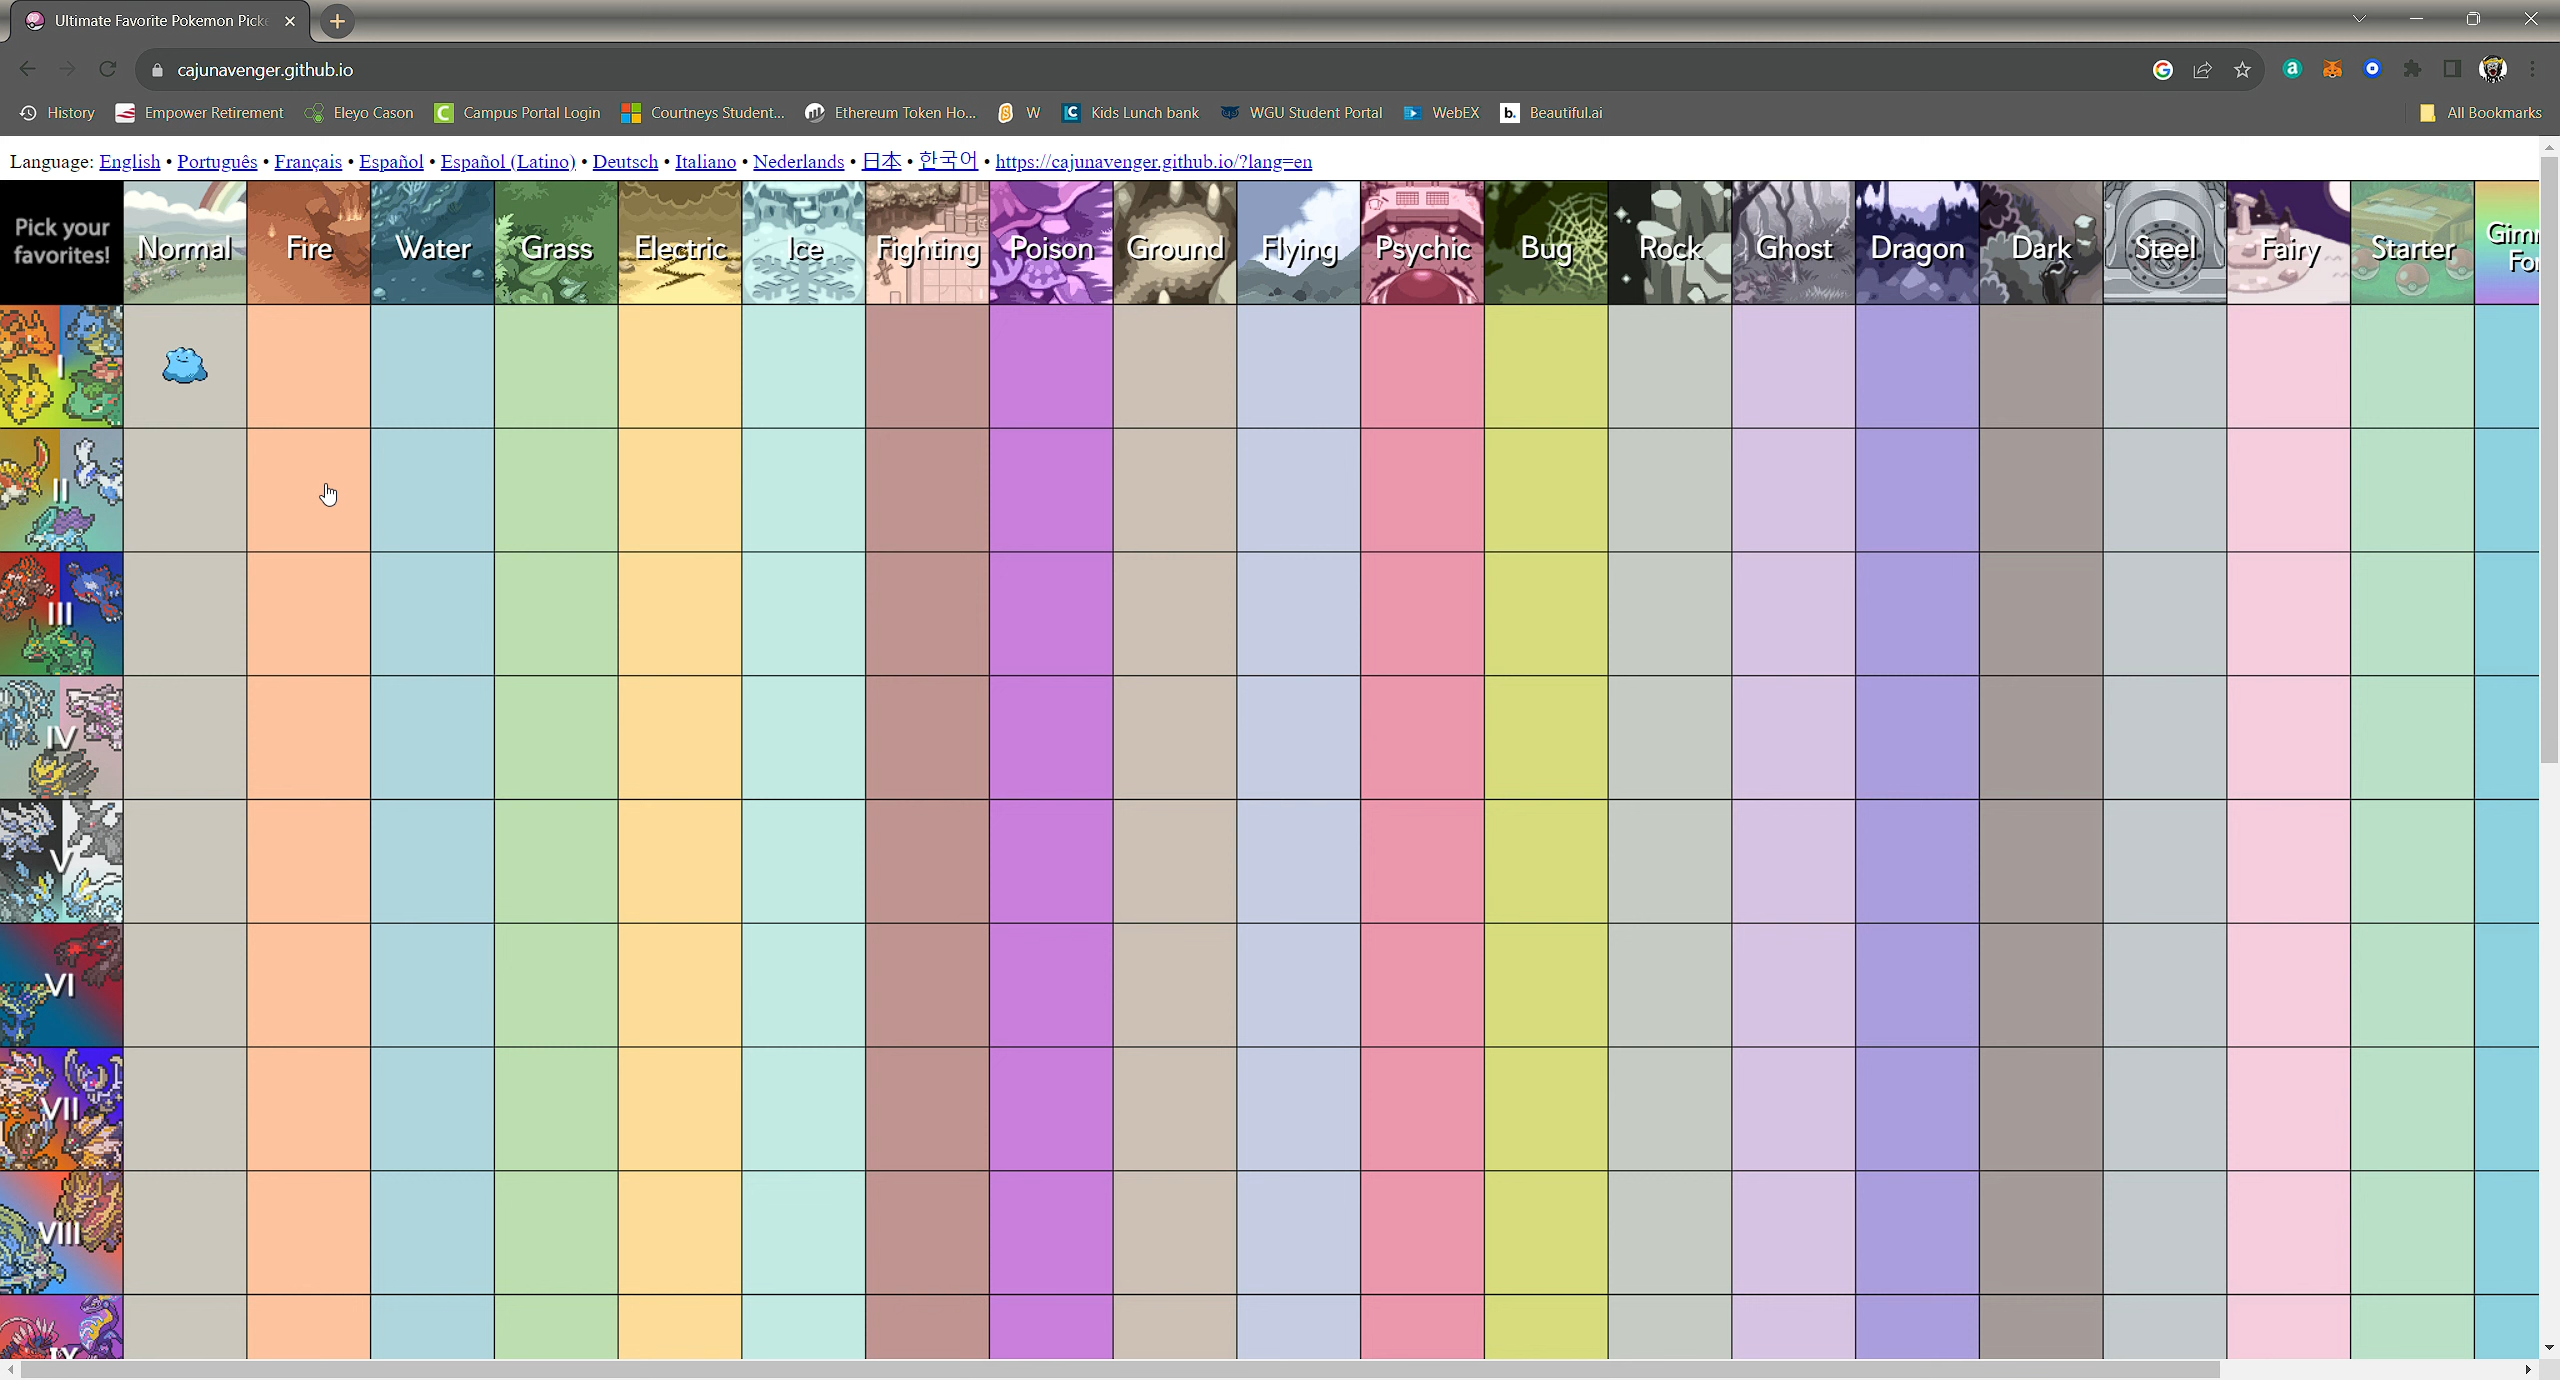 Ultimate Favorite Pokemon Picke
cajunavenger.github.io
History Empower Retirement Eleyo Cason Campus Portal Login Courtneys Student... Ethereum Token Ho... W Kids Lunch bank WGU Student Portal WebEX b. Beautiful.ai All Bookmarks
Language: English • Português • Français • Español • Español (Latino) • Deutsch • Italiano • Nederlands • 日本 • 한국어 • https://cajunavenger.github.io/?lang=en
Pick your
favorites!
Normal Fire Water Grass Electric Ice Fighting Poison Ground Flying Psychic Bug Rock Ghost Dragon Dark Steel Fairy Starter
I
II
III
IV
V
VI
VII
VIII
IX